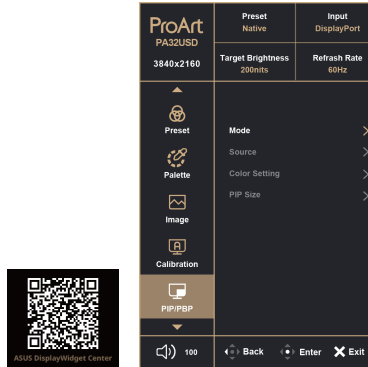 ProArt
PA32USD
3840x2160
Preset
Native
Input
DisplayPort
Target Brightness
200nits
Refrash Rate
60Hz
Preset
Palette
Image
Calibration
PIP/PBP
Mode
Source
Color Setting
PIP Size
100
Back
Enter
Exit
ASUS DisplayWidget Center